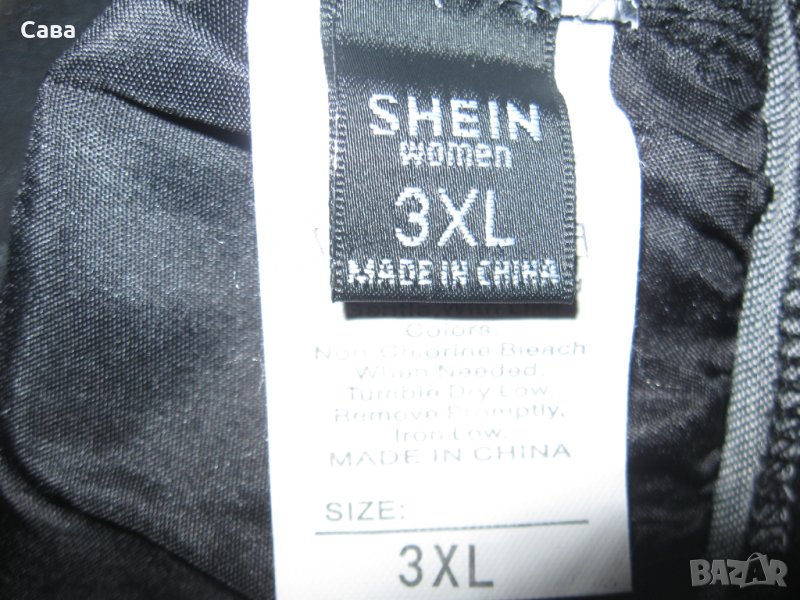 Сава
SHEIN
women
3XL
MADE IN CHINA
Colors.
Non-Chlorine Bleach
When Needed.
Tumble Dry Low,
Remove Promptly,
Iron Low.
MADE IN CHINA
SIZE:
3XL
BAZAR